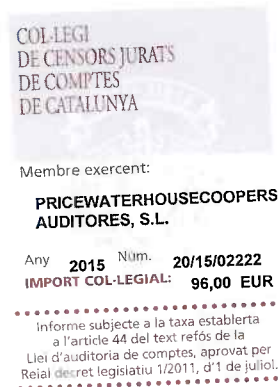 COL·LEGI
DE CENSORS JURATS
DE COMPTES
DE CATALUNYA
Membre exercent:
PRICEWATERHOUSECOOPERS
AUDITORES, S.L.
Any 2015 Núm. 20/15/02222
IMPORT COL·LEGIAL: 96,00 EUR
Informe subjecte a la taxa establerta
a l'article 44 del text refós de la
Llei d'auditoria de comptes, aprovat per
Reial decret legislatiu 1/2011, d'1 de juliol.